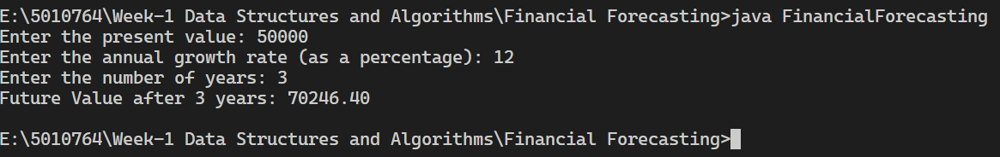 E:\5010764\Week-1 Data Structures and Algorithms\Financial Forecasting>java FinancialForecasting
Enter the present value: 50000
Enter the annual growth rate (as a percentage): 12
Enter the number of years: 3
Future Value after 3 years: 70246.40
E:\5010764\Week-1 Data Structures and Algorithms\Financial Forecasting>